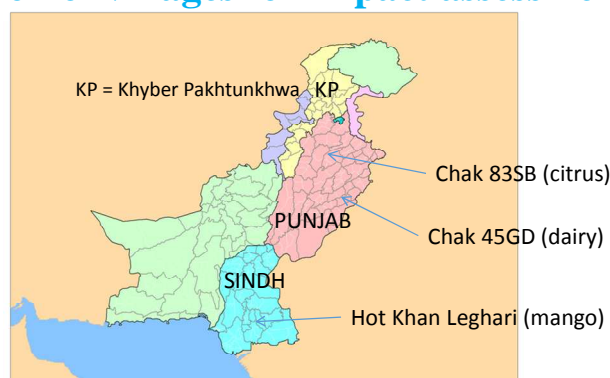 KP = Khyber Pakhtunkhwa
KP
Chak 83SB (citrus)
PUNJAB
Chak 45GD (dairy)
SINDH
Hot Khan Leghari (mango)